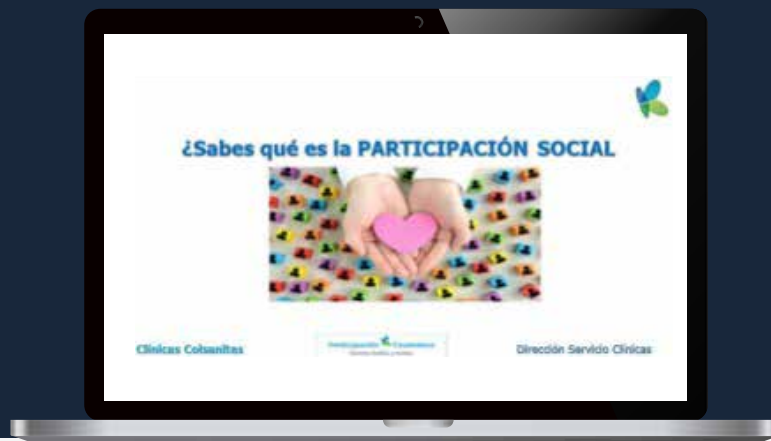 ¿Sabes qué es la PARTICIPACIÓN SOCIAL
Clínicas Colsanitas
Dirección Servicio Clínicas